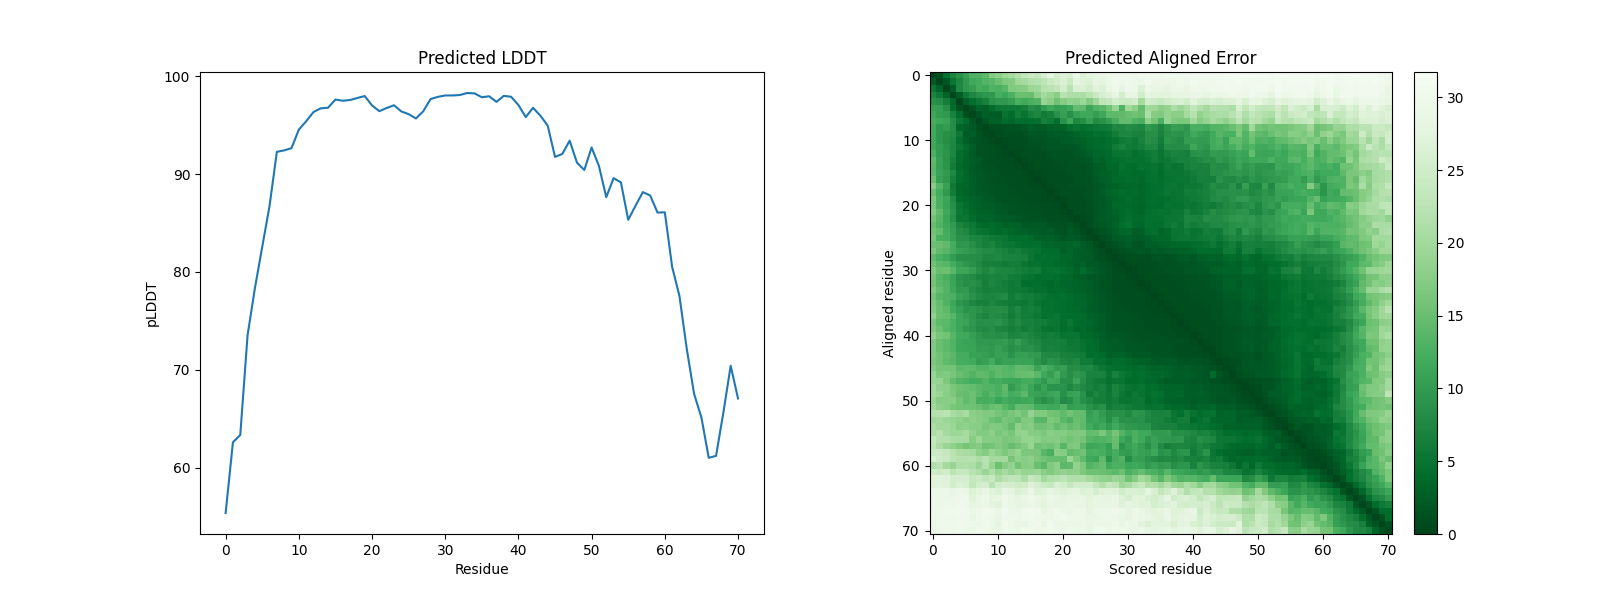 Predicted LDDT
100
90
80
70
60
pLDDT
0 10 20 30 40 50 60 70
Residue
Predicted Aligned Error
0
10
20
30
40
50
60
70
Aligned residue
0 10 20 30 40 50 60 70
Scored residue
30
25
20
15
10
5
0